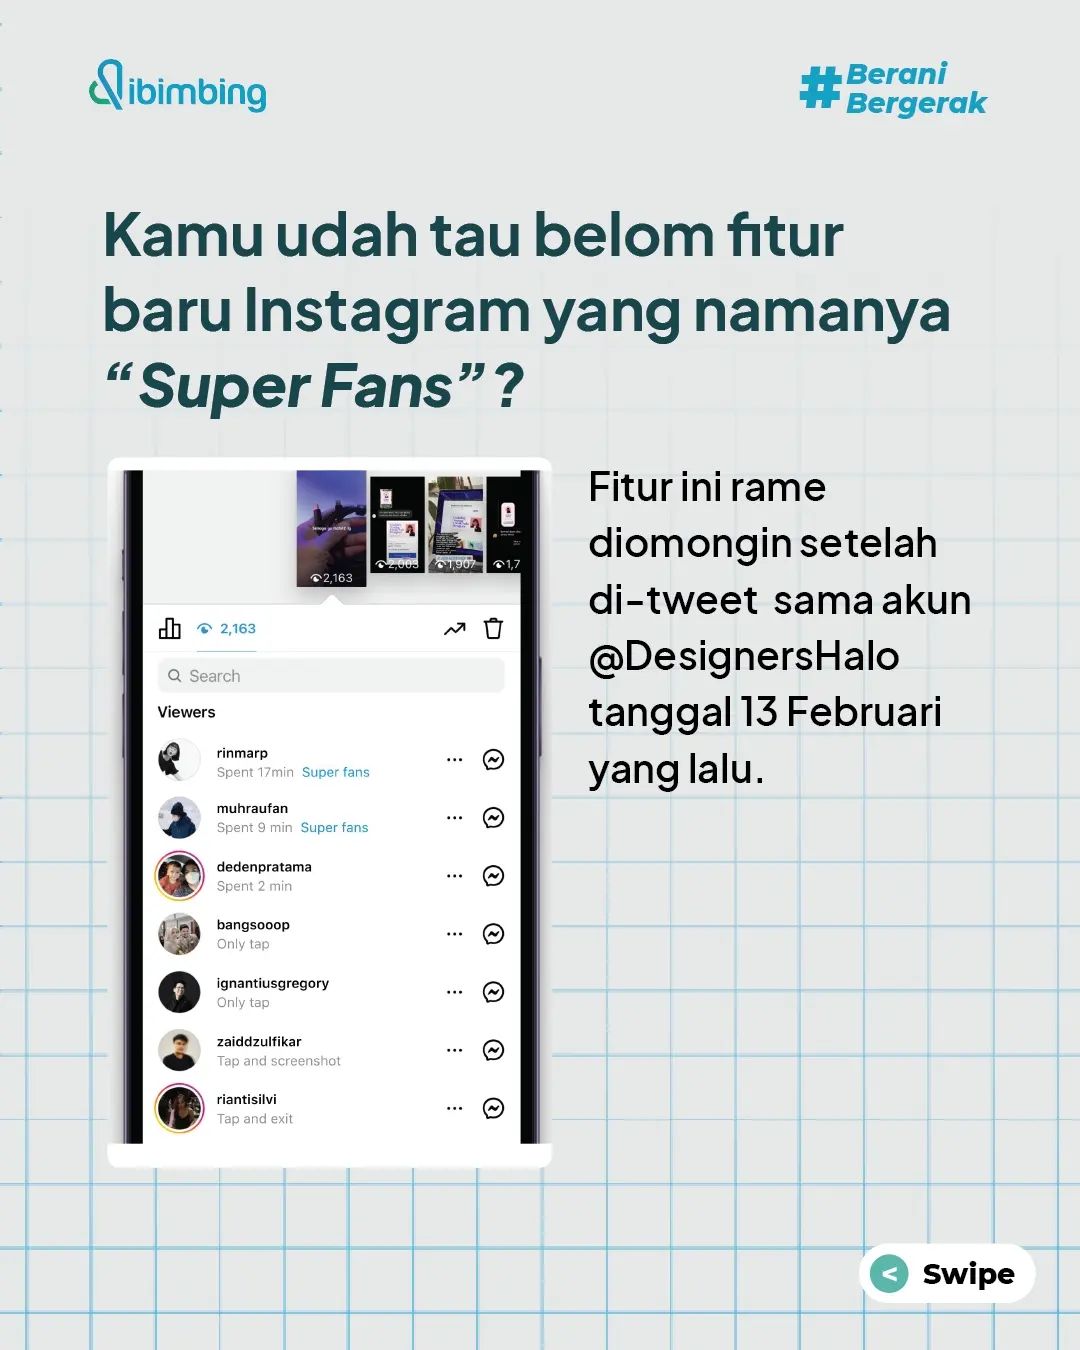 dibimbing
#Berani
Bergerak
Kamu udah tau belom fitur
baru Instagram yang namanya
“Super Fans”?
2,163
2,003
1,907
1,7
2,163
Search
Viewers
rinmarp
Spent 17min Super fans
muhraufan
Spent 9 min Super fans
dedenpratama
Spent 2 min
bangsooop
Only tap
ignantiusgregory
Only tap
zaiddzulfikar
Tap and screenshot
riantisilvi
Tap and exit
Fitur ini rame
diomongin setelah
di-tweet sama akun
@DesignersHalo
tanggal 13 Februari
yang lalu.
< Swipe